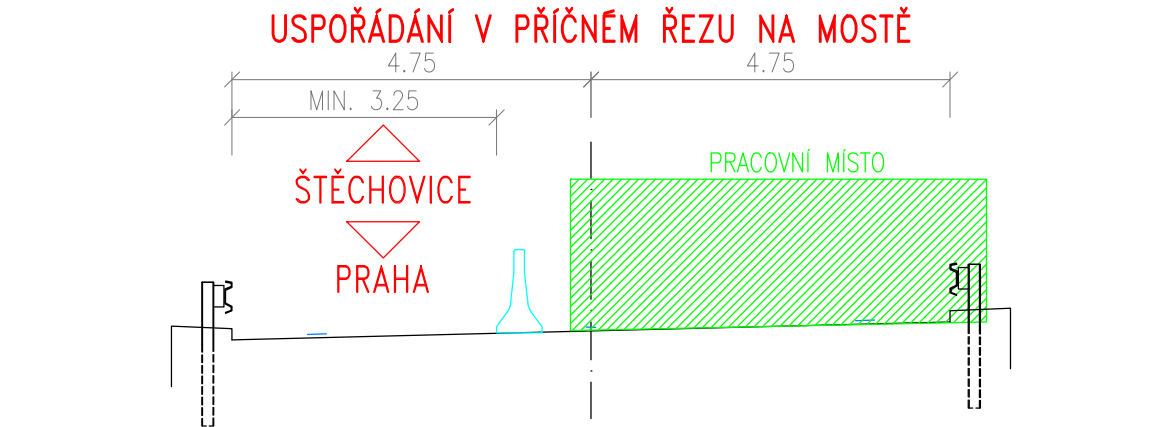 USPOŘÁDÁNÍ V PŘÍČNÉM ŘEZU NA MOSTĚ
4.75 4.75
MIN. 3.25
PRACOVNÍ MÍSTO
ŠTĚCHOVICE
PRAHA